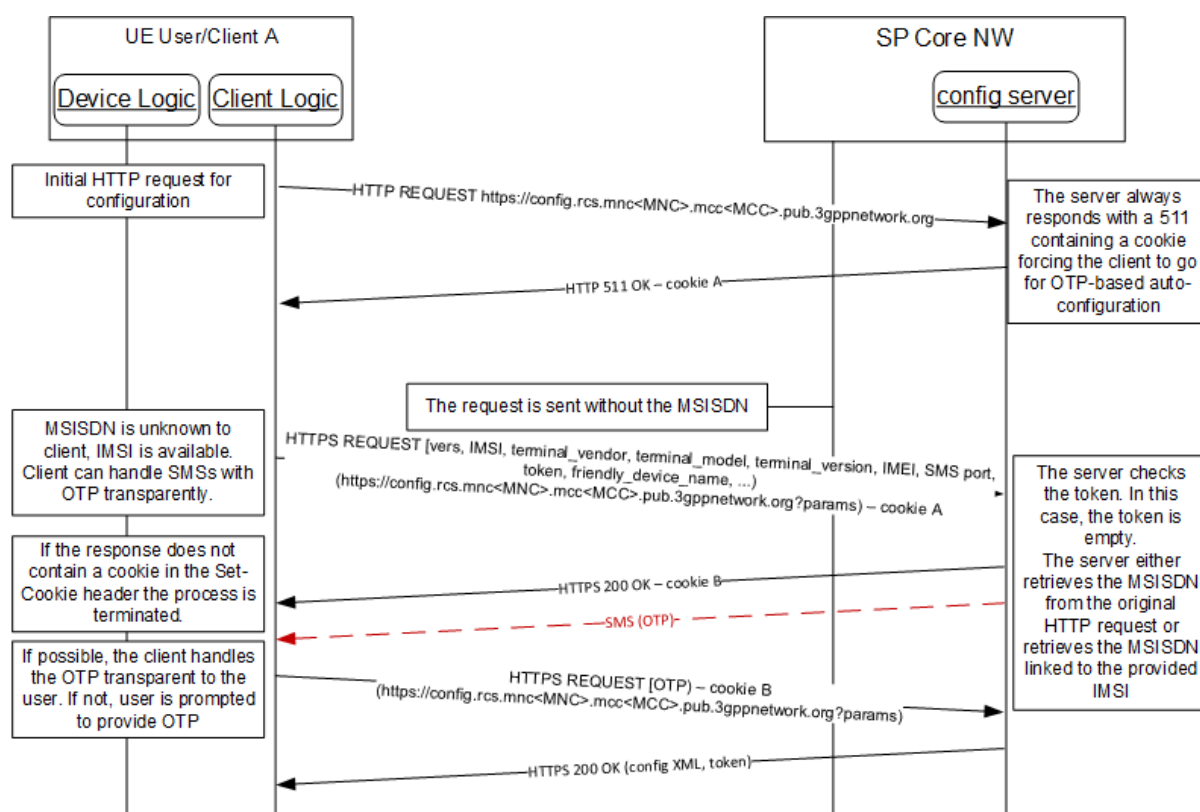 UE User/Client A
SP Core NW
Device Logic
Client Logic
config server
Initial HTTP request for
configuration
HTTP REQUEST https://config.rcs.mnc<MNC>.mcc<MCC>.pub.3gppnetwork.org
The server always
responds with a 511
containing a cookie
forcing the client to go
for OTP-based auto-
configuration
HTTP 511 OK – cookie A
The request is sent without the MSISDN
MSISDN is unknown to
client, IMSI is available.
Client can handle SMSs with
OTP transparently.
HTTPS REQUEST [vers, IMSI, terminal_vendor, terminal_model, terminal_version, IMEI, SMS port,
token, friendly_device_name, ...)
(https://config.rcs.mnc<MNC>.mcc<MCC>.pub.3gppnetwork.org?params) – cookie A
The server checks
the token. In this
case, the token is
empty.
The server either
retrieves the MSISDN
from the original
HTTP request or
retrieves the MSISDN
linked to the provided
IMSI
If the response does not
contain a cookie in the Set-
Cookie header the process is
terminated.
HTTPS 200 OK – cookie B
SMS (OTP)
If possible, the client handles
the OTP transparent to the
user. If not, user is prompted
to provide OTP
HTTPS REQUEST [OTP) – cookie B
(https://config.rcs.mnc<MNC>.mcc<MCC>.pub.3gppnetwork.org?params)
HTTPS 200 OK (config XML, token)